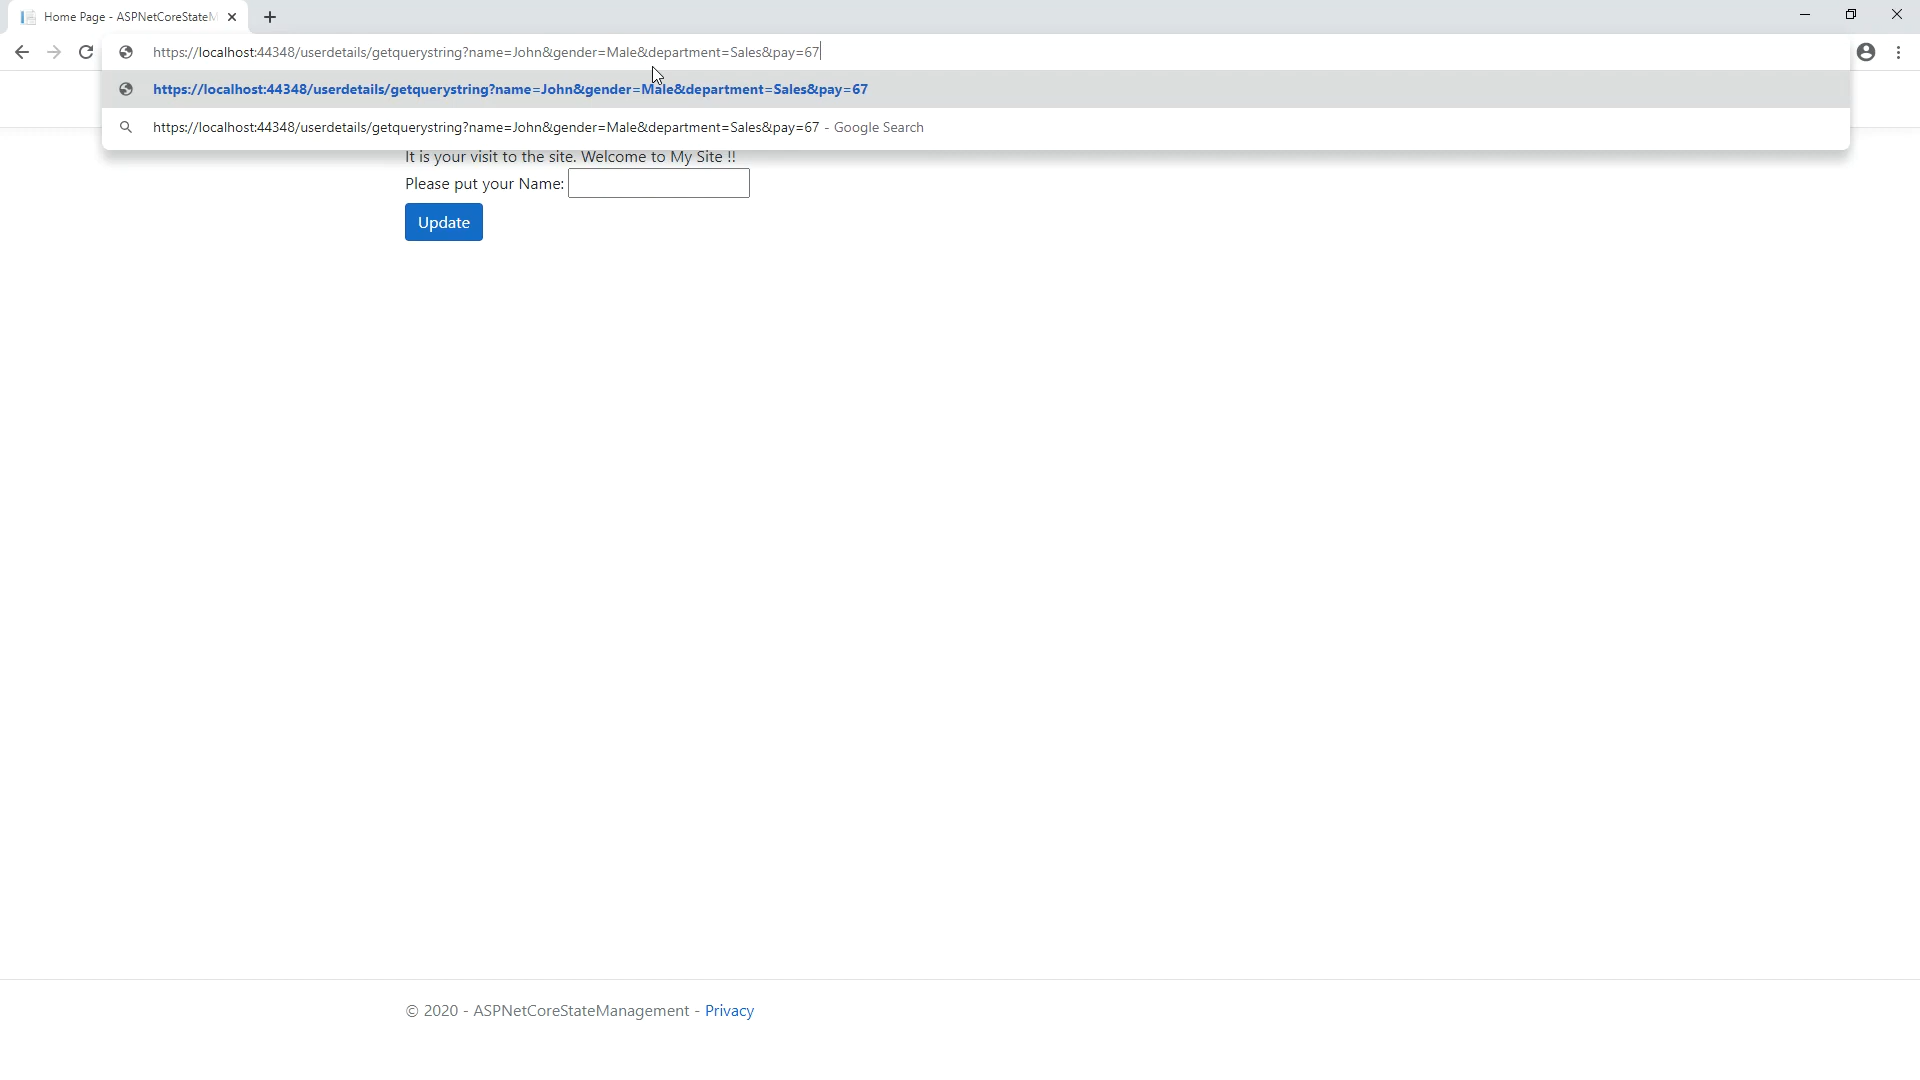 Home Page - ASPNetCoreStateM
https://localhost:44348/userdetails/getquerystring?name=John&gender=Male&department=Sales&pay=67
https://localhost:44348/userdetails/getquerystring?name=John&gender=Male&department=Sales&pay=67
https://localhost:44348/userdetails/getquerystring?name=John&gender=Male&department=Sales&pay=67 - Google Search
It is your visit to the site. Welcome to My Site !!
Please put your Name:
Update
© 2020 - ASPNetCoreStateManagement - Privacy